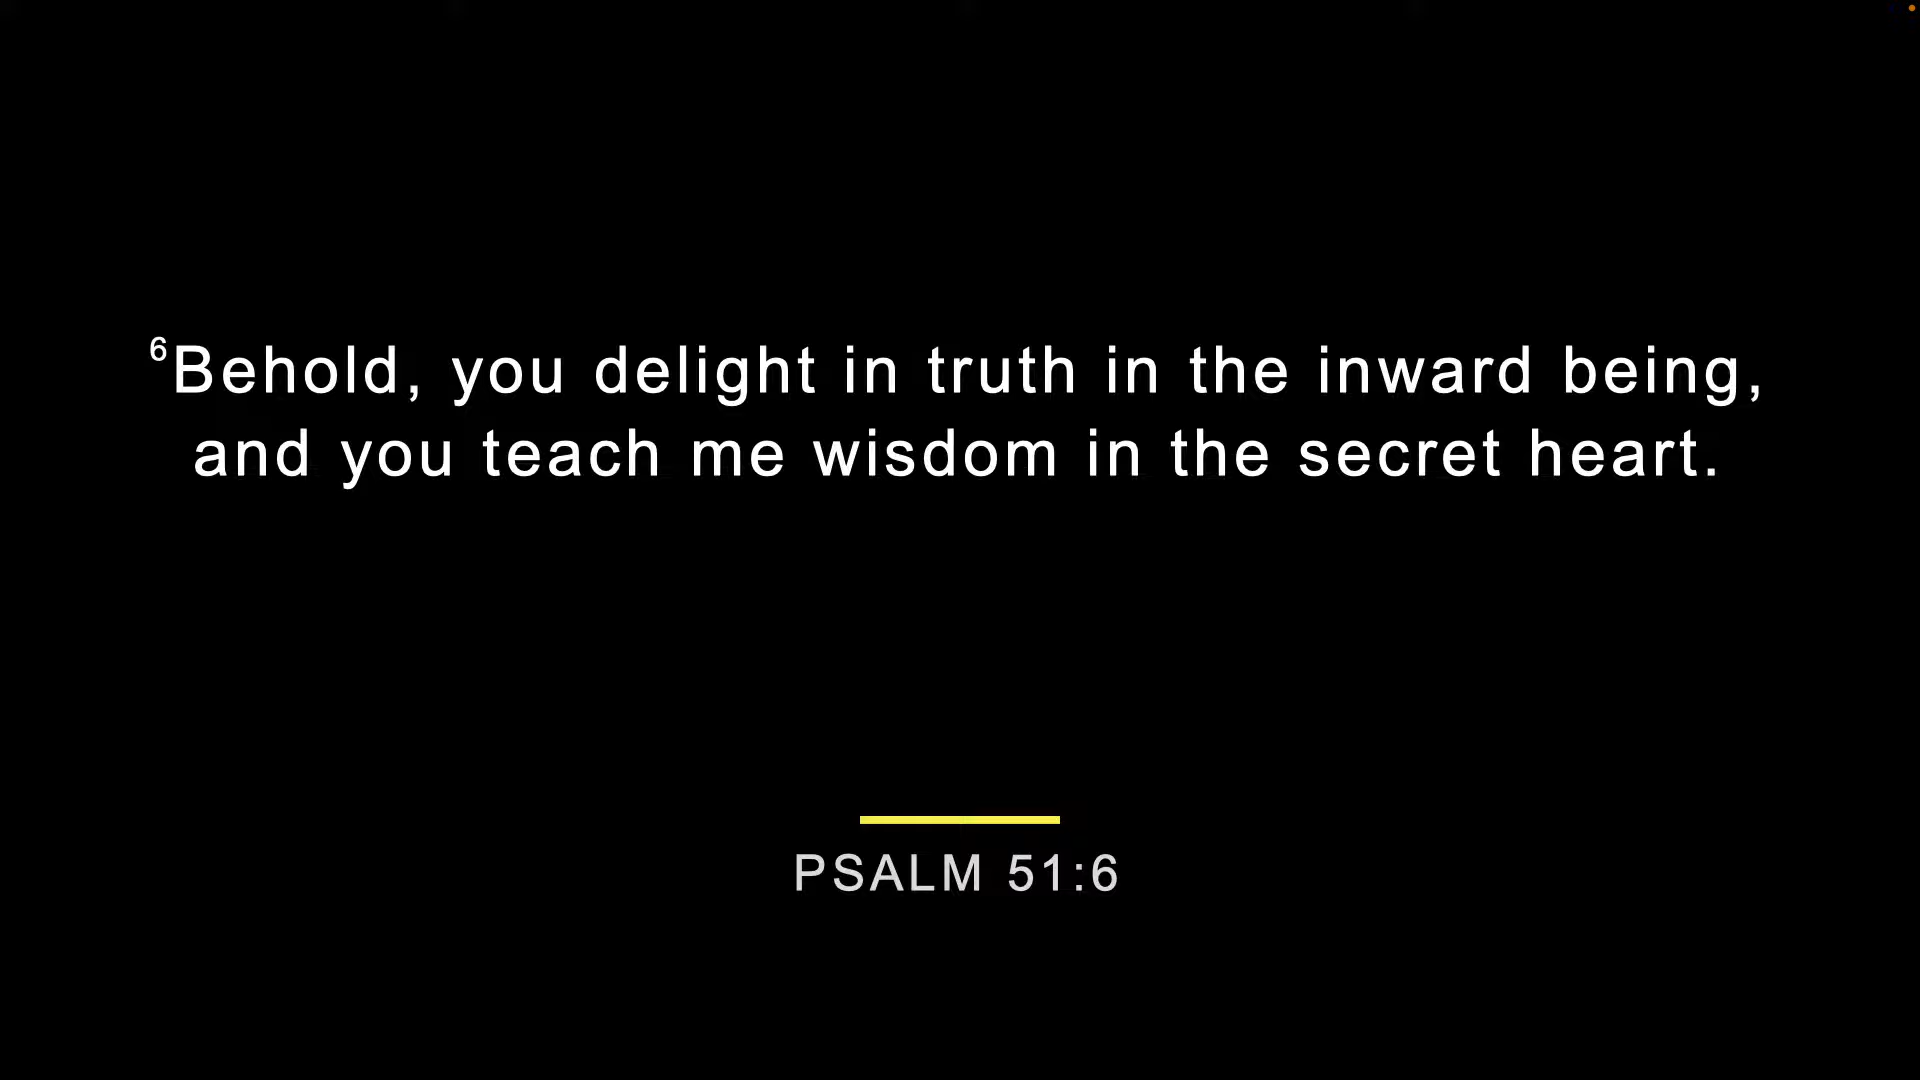 6Behold, you delight in truth in the inward being,
and you teach me wisdom in the secret heart.
PSALM 51:6